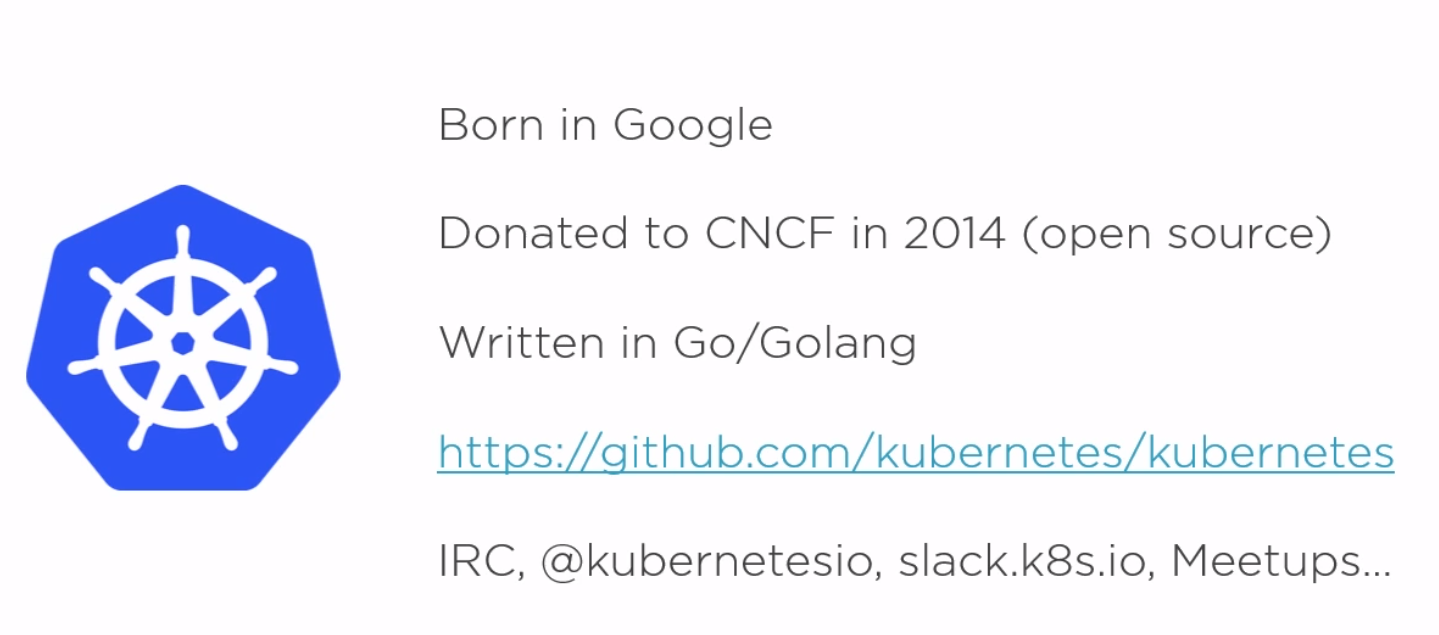 Born in Google
Donated to CNCF in 2014 (open source)
Written in Go/Golang
https://github.com/kubernetes/kubernetes
IRC, @kubernetesio, slack.k8s.io, Meetups...